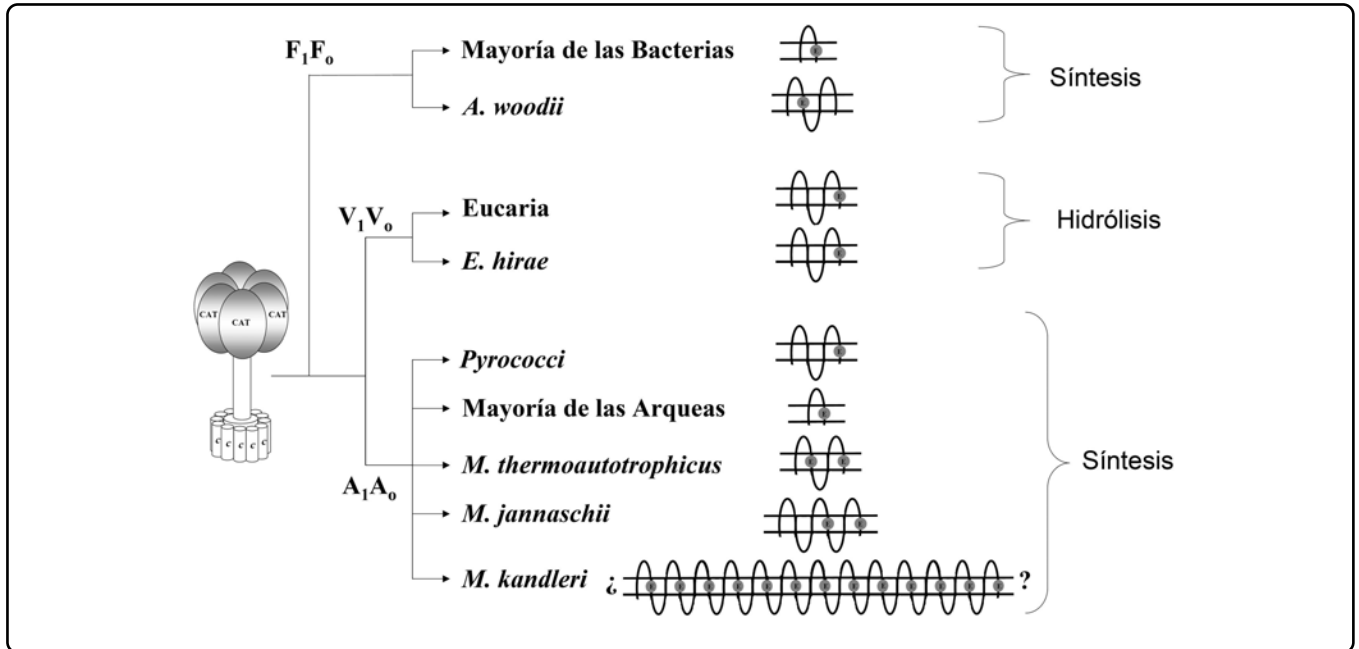 F₁Fₒ
Mayoría de las Bacterias
A. woodii
Síntesis
V₁Vₒ
Eucaria
E. hirae
Hidrólisis
CAT CAT CAT
c c c c c
A₁Aₒ
Pyrococci
Mayoría de las Arqueas
M. thermoautotrophicus
M. jannaschii
M. kandleri ¿ ?
Síntesis